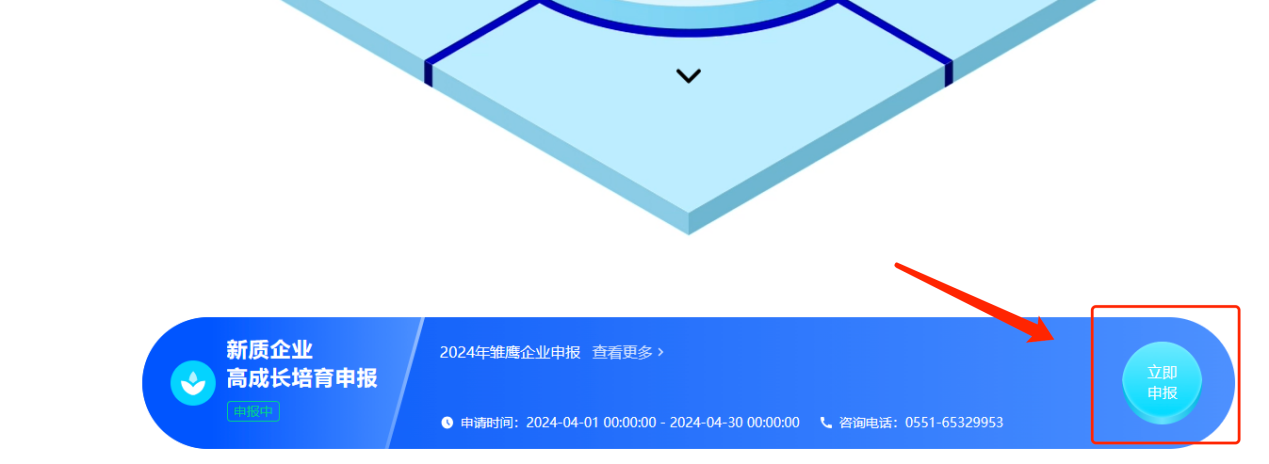 新质企业
高成长培育申报
申报中
2024年雏鹰企业申报 查看更多 >
申请时间：2024-04-01 00:00:00 - 2024-04-30 00:00:00 咨询电话：0551-65329953
立即
申报